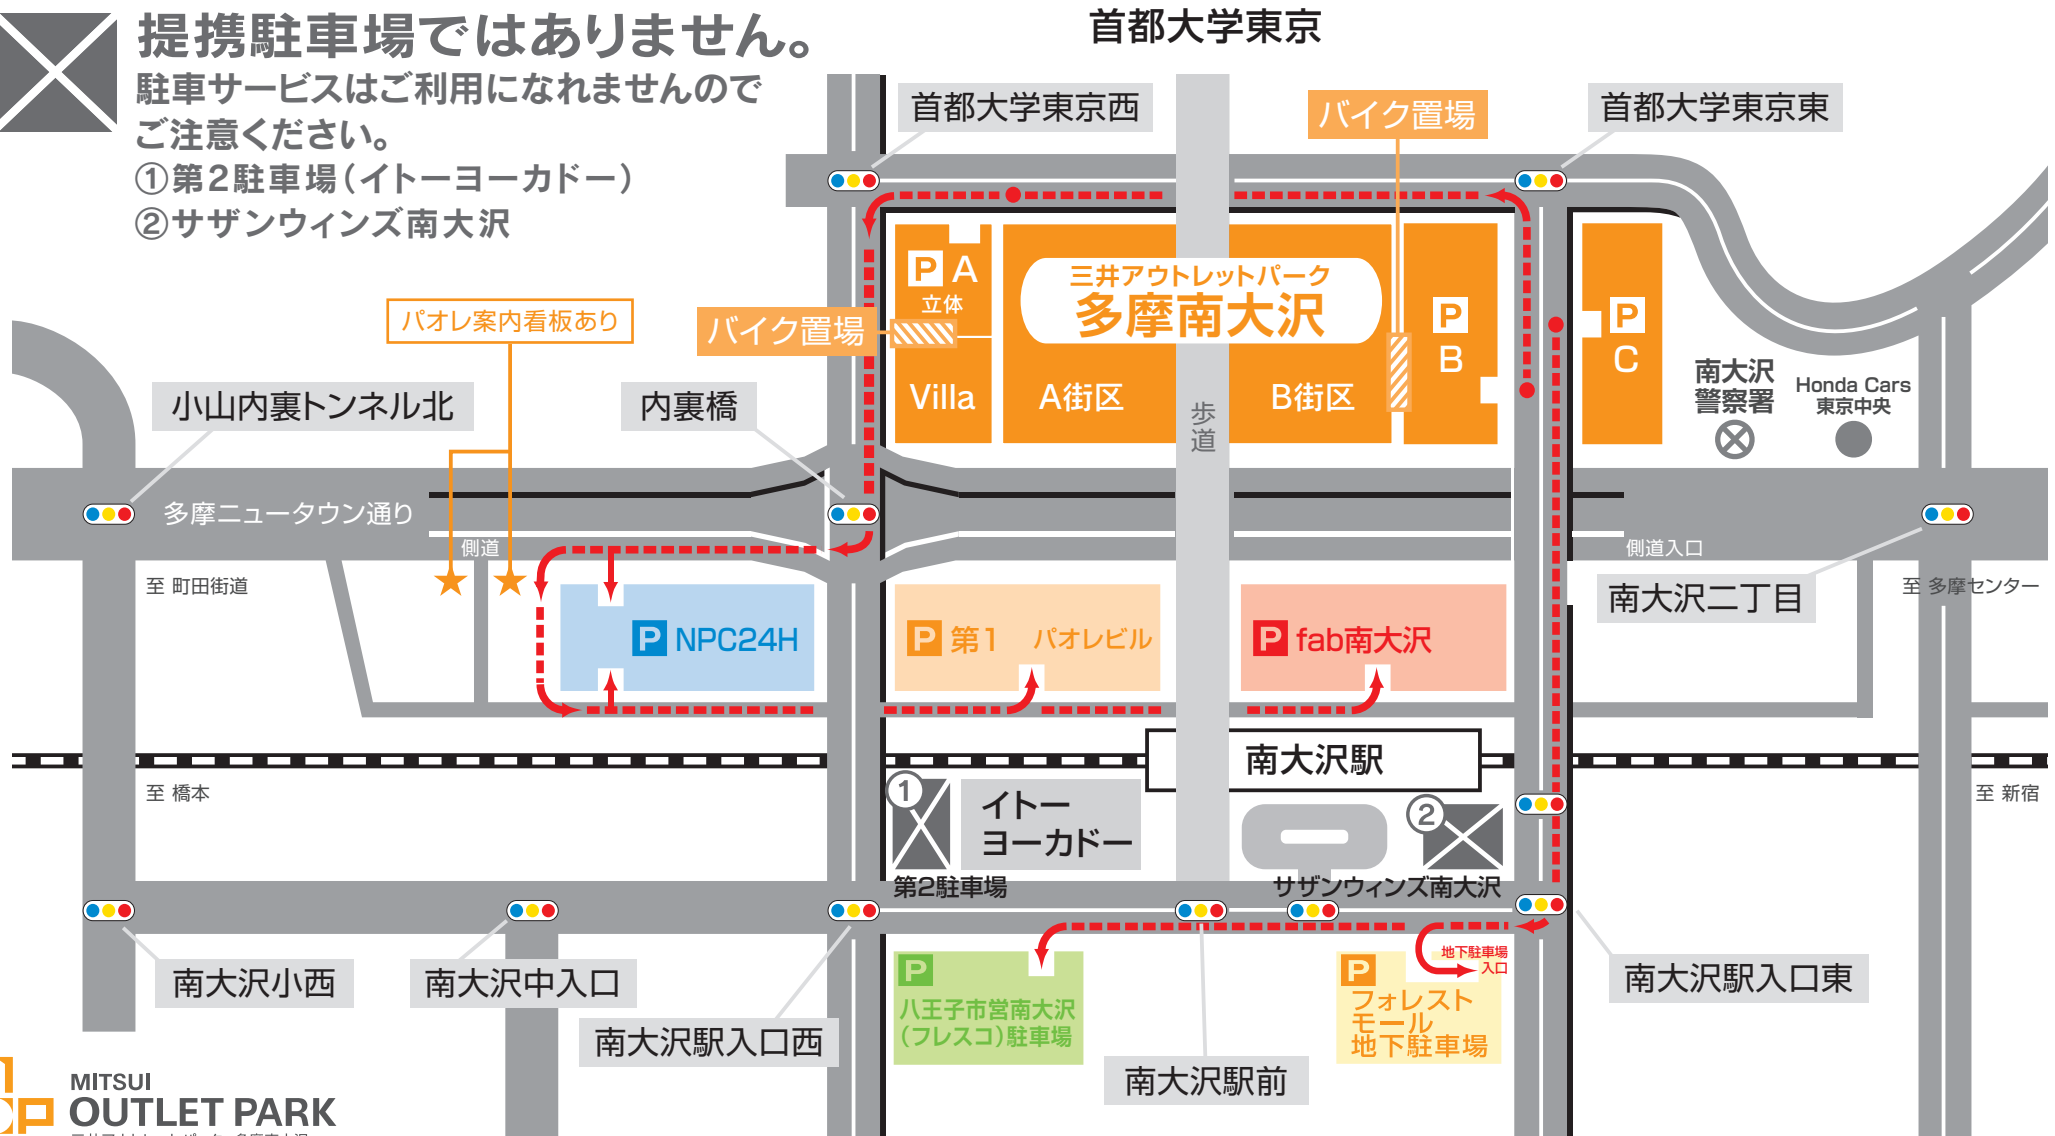 提携駐車場ではありません。
駐車サービスはご利用になれませんので
ご注意ください。
①第2駐車場（イトーヨーカドー）
②サザンウィンズ南大沢
首都大学東京
首都大学東京西
バイク置場
首都大学東京東
P A
立体
三井アウトレットパーク
多摩南大沢
P
B
P
C
パオレ案内看板あり
バイク置場
Villa
A街区
B街区
歩道
南大沢
警察署
Honda Cars
東京中央
小山内裏トンネル北
内裏橋
多摩ニュータウン通り
側道
側道入口
至 町田街道
南大沢二丁目
至 多摩センター
P NPC24H
P 第1 パオレビル
P fab南大沢
南大沢駅
至 橋本
至 新宿
①
イトー
ヨーカドー
②
第2駐車場
サザンウィンズ南大沢
南大沢小西
南大沢中入口
南大沢駅入口西
P
八王子市営南大沢
（フレスコ）駐車場
南大沢駅前
地下駐車場
入口
P
フォレスト
モール
地下駐車場
南大沢駅入口東
MITSUI
OUTLET PARK